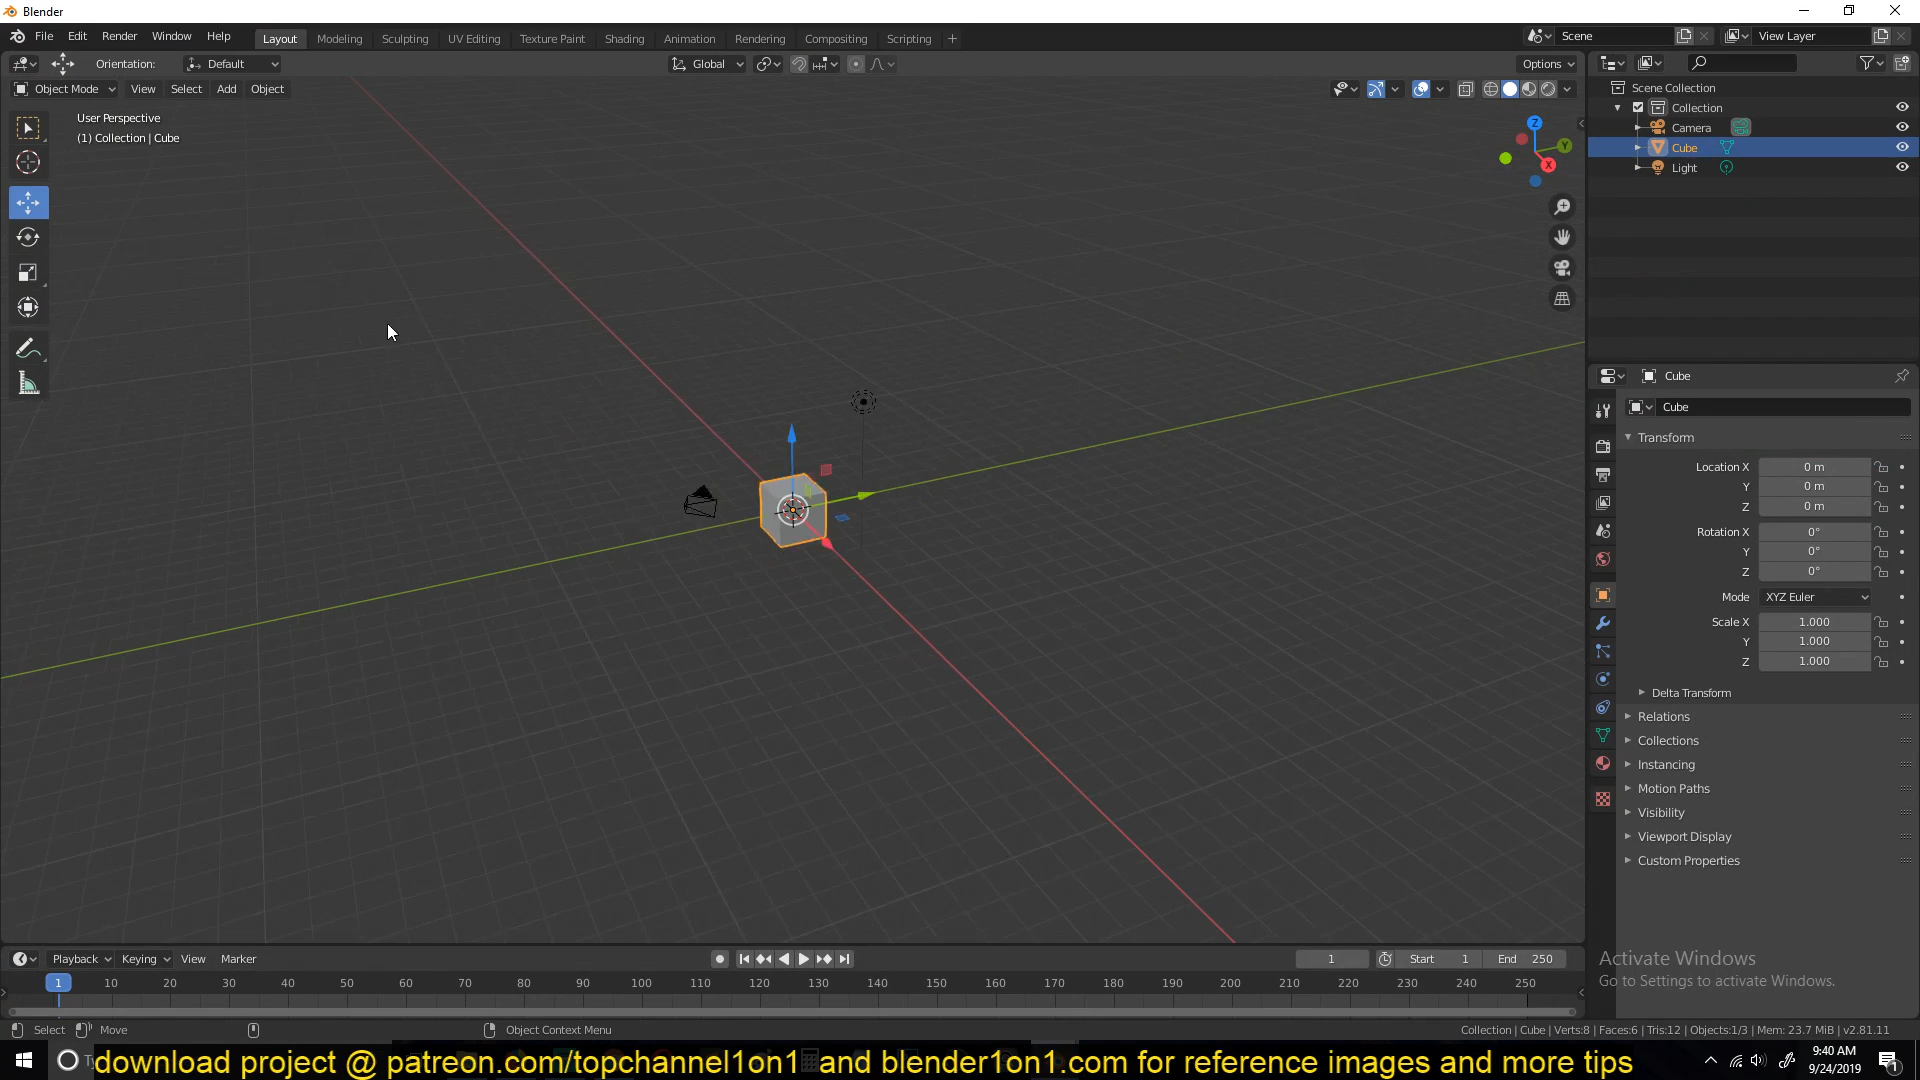 Blender
File Edit Render Window Help Layout Modeling Sculpting UV Editing Texture Paint Shading Animation Rendering Compositing Scripting + Scene View Layer
Orientation: Default Global Options
Object Mode View Select Add Object
User Perspective
(1) Collection | Cube
Z
Y
X
Scene Collection
Collection
Camera
Cube
Light
Cube
Cube
Transform
Location X 0 m
Y 0 m
Z 0 m
Rotation X 0°
Y 0°
Z 0°
Mode XYZ Euler
Scale X 1.000
Y 1.000
Z 1.000
Delta Transform
Relations
Collections
Instancing
Motion Paths
Visibility
Viewport Display
Custom Properties
Activate Windows
Go to Settings to activate Windows.
Playback Keying View Marker 1 Start 1 End 250
1 10 20 30 40 50 60 70 80 90 100 110 120 130 140 150 160 170 180 190 200 210 220 230 240 250
Select Move Object Context Menu Collection | Cube | Verts:8 | Faces:6 | Tris:12 | Objects:1/3 | Mem: 23.7 MiB | v2.81.11
download project @ patreon.com/topchannel1on1 and blender1on1.com for reference images and more tips
9:40 AM
9/24/2019
1